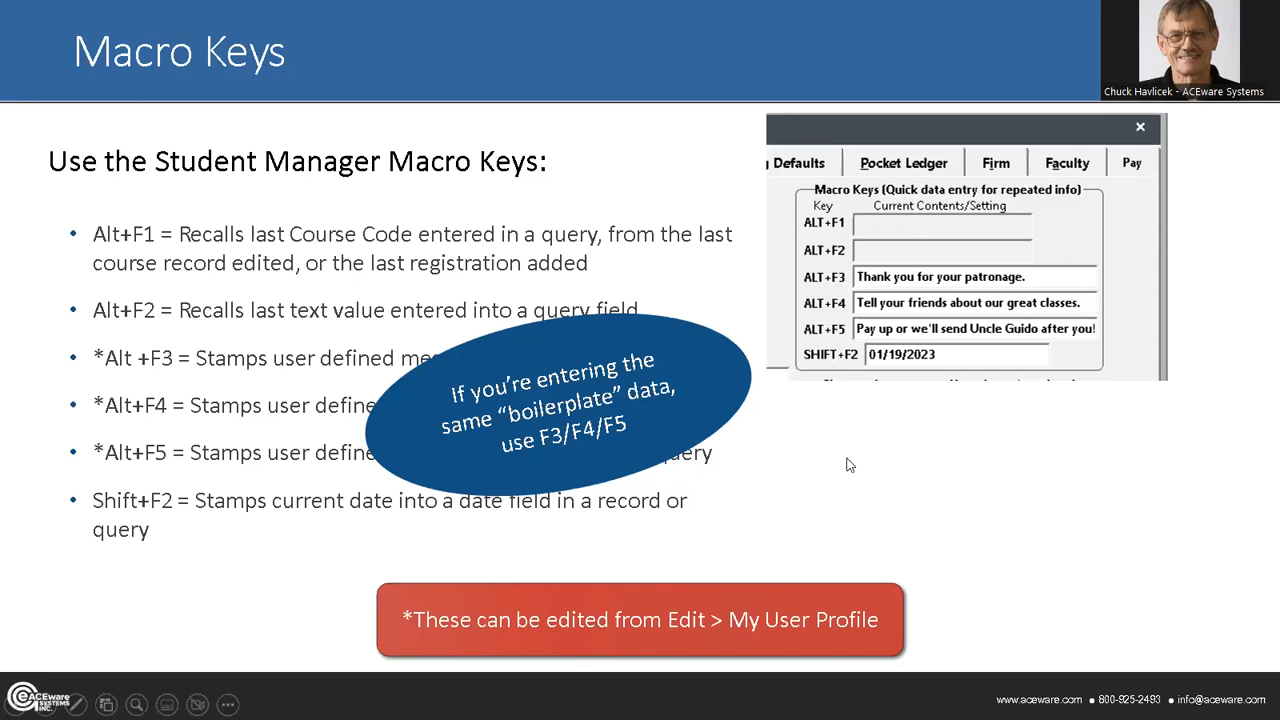 Macro Keys
Chuck Havlicek - ACEware Systems
Use the Student Manager Macro Keys:
• Alt+F1 = Recalls last Course Code entered in a query, from the last
course record edited, or the last registration added
• Alt+F2 = Recalls last text value entered into a query field
• *Alt +F3 = Stamps user defined
• *Alt+F4 = Stamps user
• *Alt+F5 = Stamps user
• Shift+F2 = Stamps current date into a date field in a record or
query
If you're entering the
same "boilerplate" data,
use F3/F4/F5
Defaults
Pocket Ledger
Firm
Faculty
Pay
Macro Keys (Quick data entry for repeated info)
Key Current Contents/Setting
ALT+F1
ALT+F2
ALT+F3 Thank you for your patronage.
ALT+F4 Tell your friends about our great classes.
ALT+F5 Pay up or we'll send Uncle Guido after you!
SHIFT+F2 01/19/2023
*These can be edited from Edit > My User Profile
ACEware
SYSTEMS
INC.
www.aceware.com • 800-925-2493 • info@aceware.com